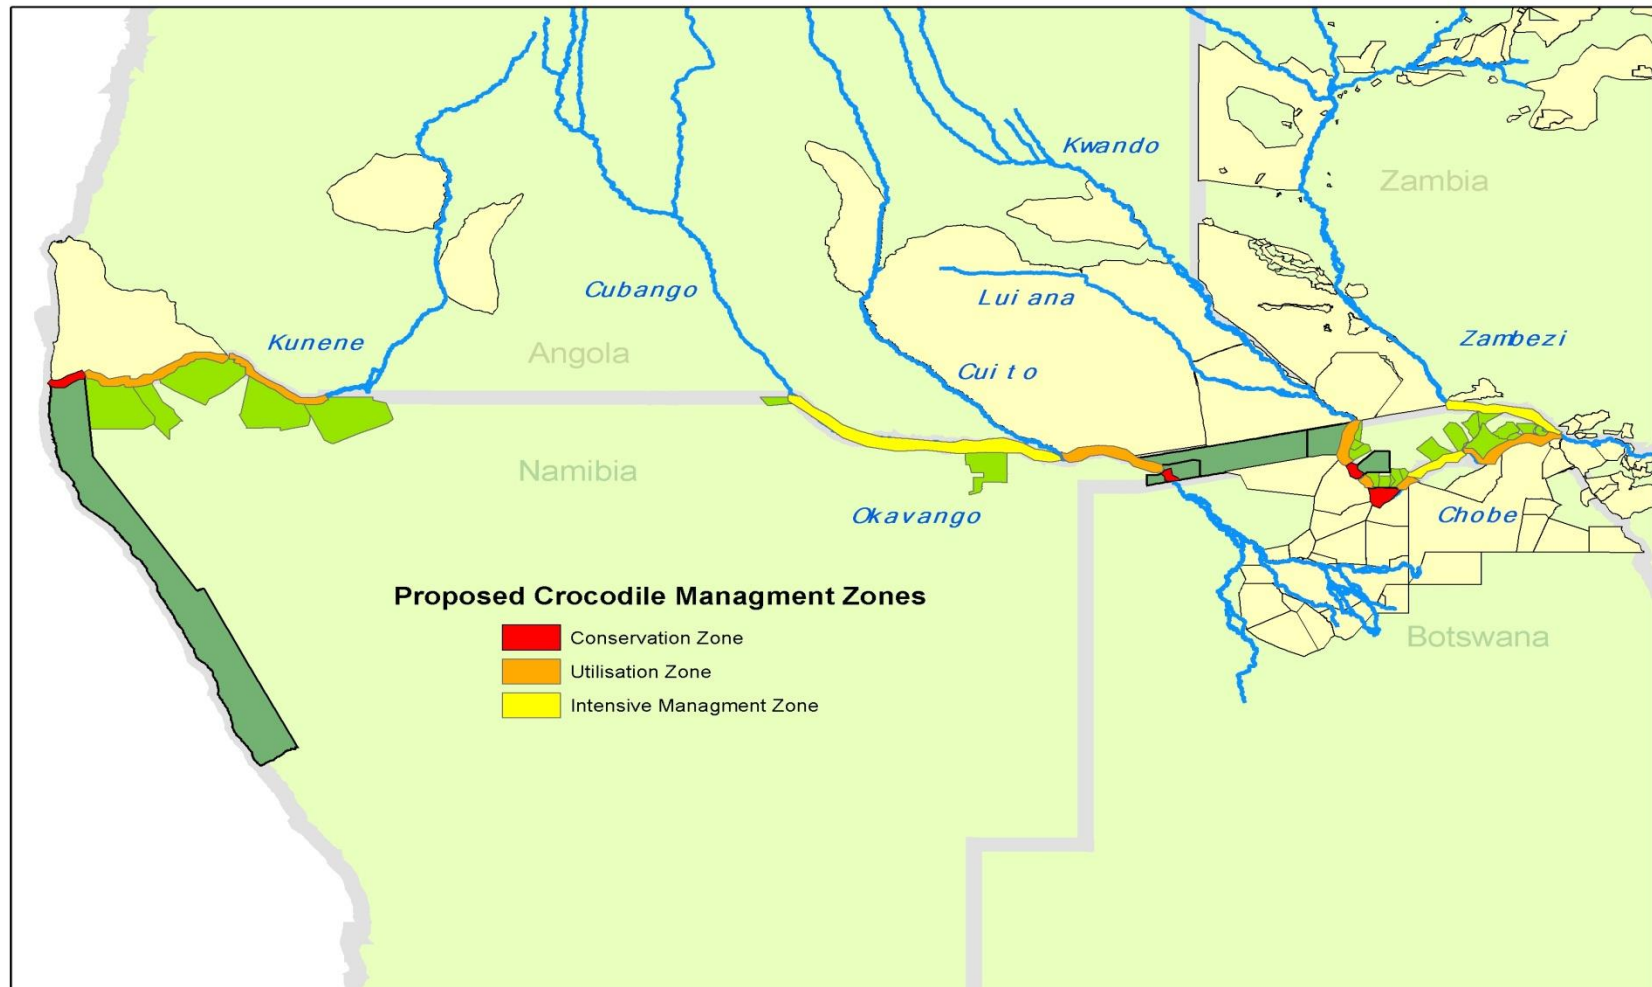 Kwando
Zambia
Cubango
Luiana
Kunene
Angola
Zambezi
Cuito
Namibia
Okavango
Chobe
Proposed Crocodile Managment Zones
Conservation Zone
Botswana
Utilisation Zone
Intensive Managment Zone